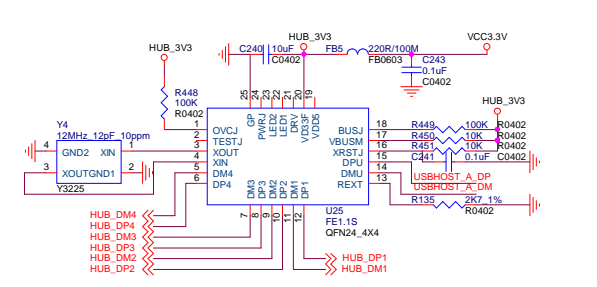 HUB_3V3
C240
10uF
C0402
HUB_3V3
FB5
220R/100M
FB0603
VCC3.3V
C243
0.1uF
C0402
R448
100K
R0402
HUB_3V3
25 24 23 22 21 20 19
GP PWRJ LED2 LED1 DRV VD33F VDD5
Y4
12MHz_12pF_10ppm
4 GND2 XIN 1
3 XOUT GND1 2
Y3225
1 OVCJ
2 TESTJ
3 XOUT
4 XIN
5 DM4
6 DP4
BUSJ 18
VBUSM 17
XRSTJ 16
DPU 15
DMU 14
REXT 13
R449 100K R0402
R450 10K R0402
R451 10K R0402
C241 0.1uF C0402
USBHOST_A_DP
USBHOST_A_DM
R135 2K7_1%
R0402
DM3 DP3 DM2 DP2 DM1 DP1
7 8 9 10 11 12
U25
FE1.1S
QFN24_4X4
HUB_DM4
HUB_DP4
HUB_DM3
HUB_DP3
HUB_DM2
HUB_DP2
HUB_DP1
HUB_DM1